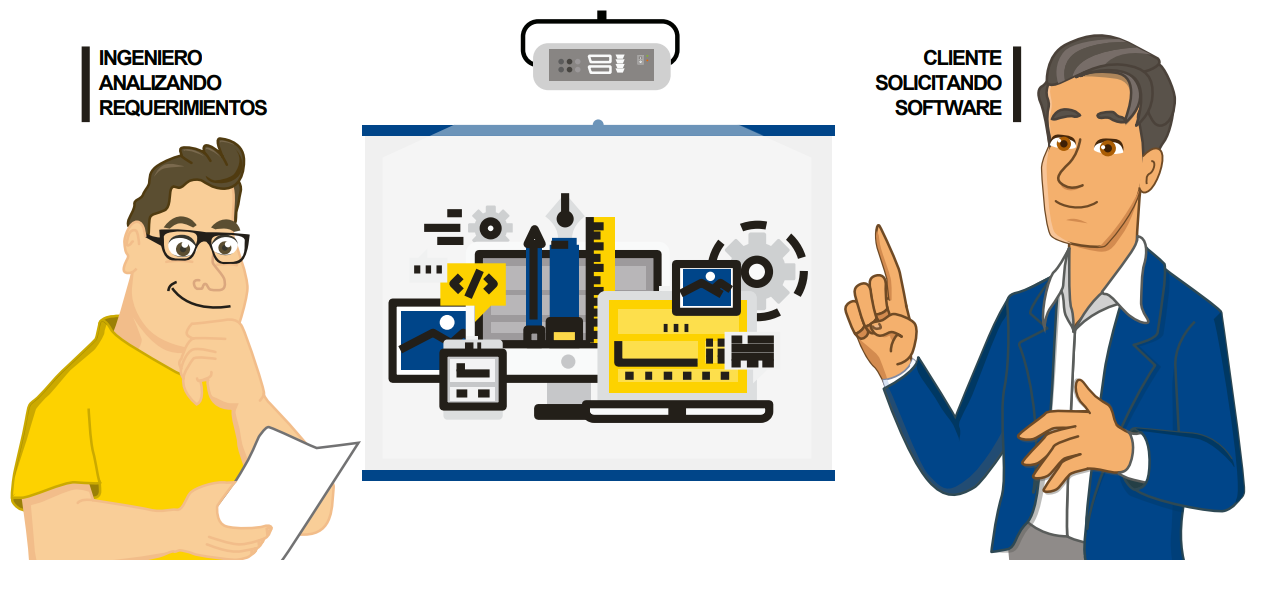 INGENIERO
ANALIZANDO
REQUERIMIENTOS
CLIENTE
SOLICITANDO
SOFTWARE